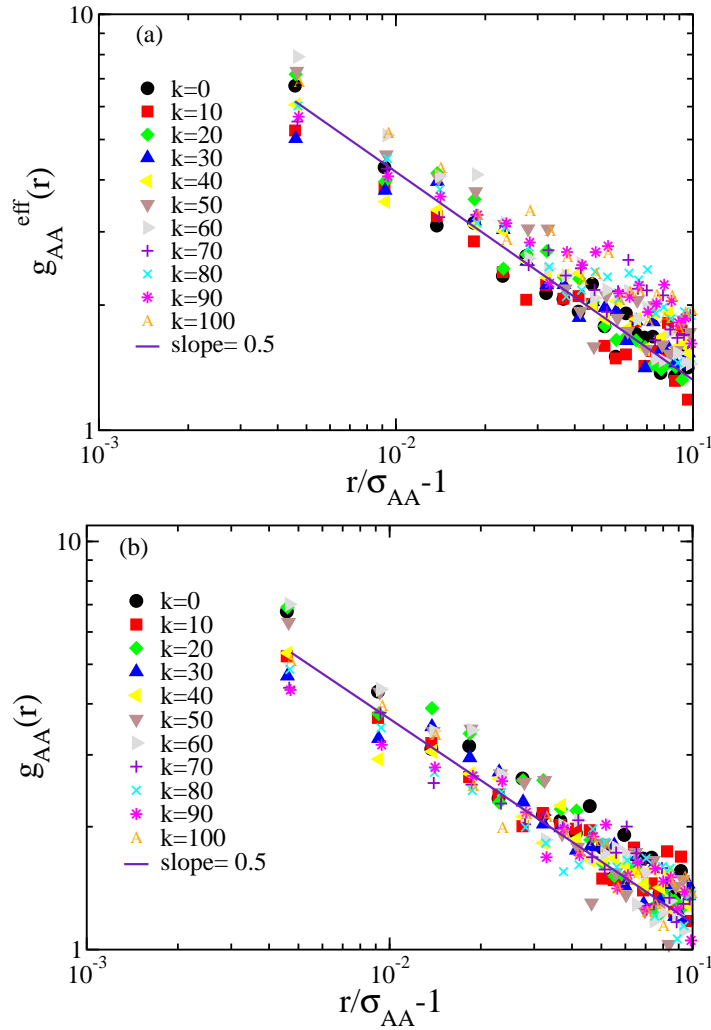 (a)
10
k=0
k=10
k=20
k=30
k=40
k=50
k=60
k=70
k=80
k=90
A k=100
slope= 0.5
g_AA^eff(r)
1
10^-3
10^-2
10^-1
r/σ_AA-1
(b)
10
k=0
k=10
k=20
k=30
k=40
k=50
k=60
k=70
k=80
k=90
A k=100
slope= 0.5
g_AA(r)
1
10^-3
10^-2
10^-1
r/σ_AA-1